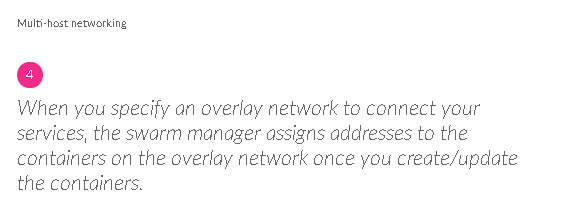 Multi-host networking
4
When you specify an overlay network to connect your
services, the swarm manager assigns addresses to the
containers on the overlay network once you create/update
the containers.